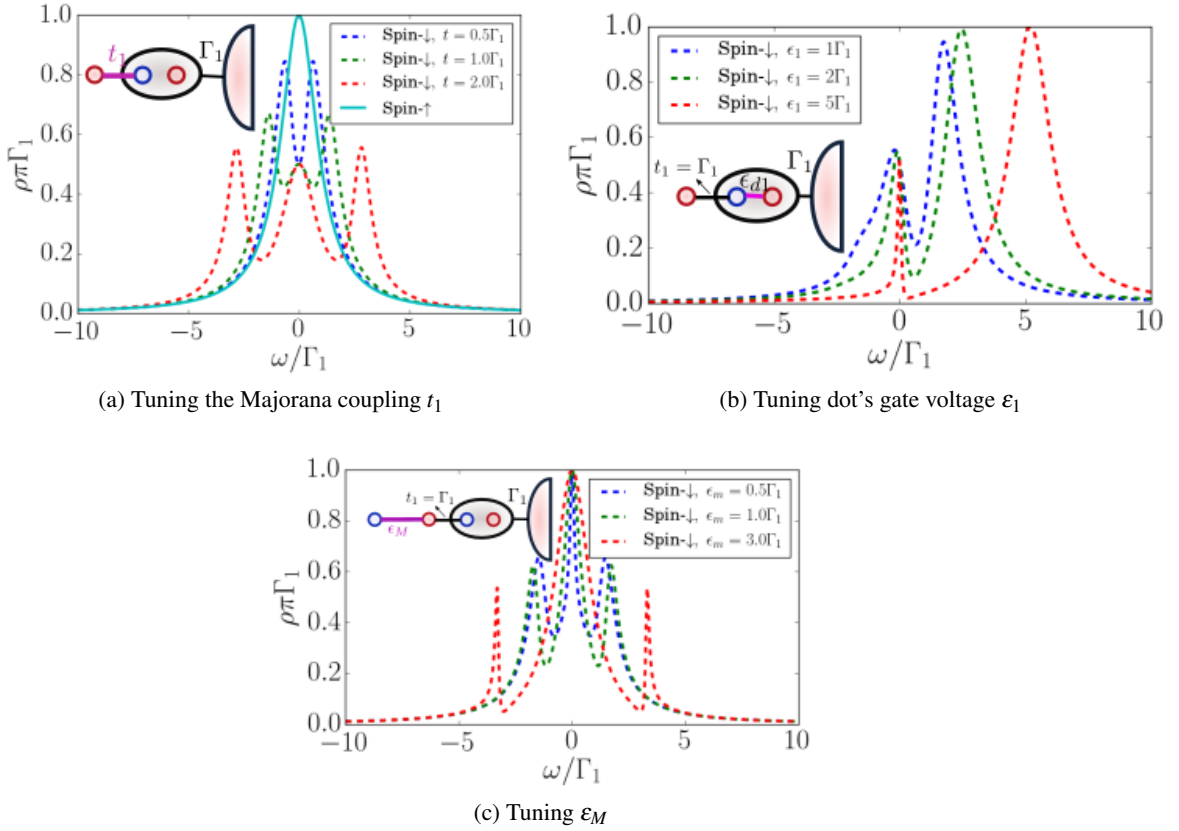 1.0
0.8
0.6
0.4
0.2
0.0
ρπΓ₁
t₁
Γ₁
Spin-↓, t = 0.5Γ₁
Spin-↓, t = 1.0Γ₁
Spin-↓, t = 2.0Γ₁
Spin-↑
−10 −5 0 5 10
ω/Γ₁
(a) Tuning the Majorana coupling t₁
1.0
0.8
0.6
0.4
0.2
0.0
ρπΓ₁
Spin-↓, ϵ₁ = 1Γ₁
Spin-↓, ϵ₁ = 2Γ₁
Spin-↓, ϵ₁ = 5Γ₁
t₁ = Γ₁
ϵd1
Γ₁
−10 −5 0 5 10
ω/Γ₁
(b) Tuning dot's gate voltage ε₁
1.0
0.8
0.6
0.4
0.2
0.0
ρπΓ₁
t₁ = Γ₁
Γ₁
ϵM
Spin-↓, ϵm = 0.5Γ₁
Spin-↓, ϵm = 1.0Γ₁
Spin-↓, ϵm = 3.0Γ₁
−10 −5 0 5 10
ω/Γ₁
(c) Tuning εM